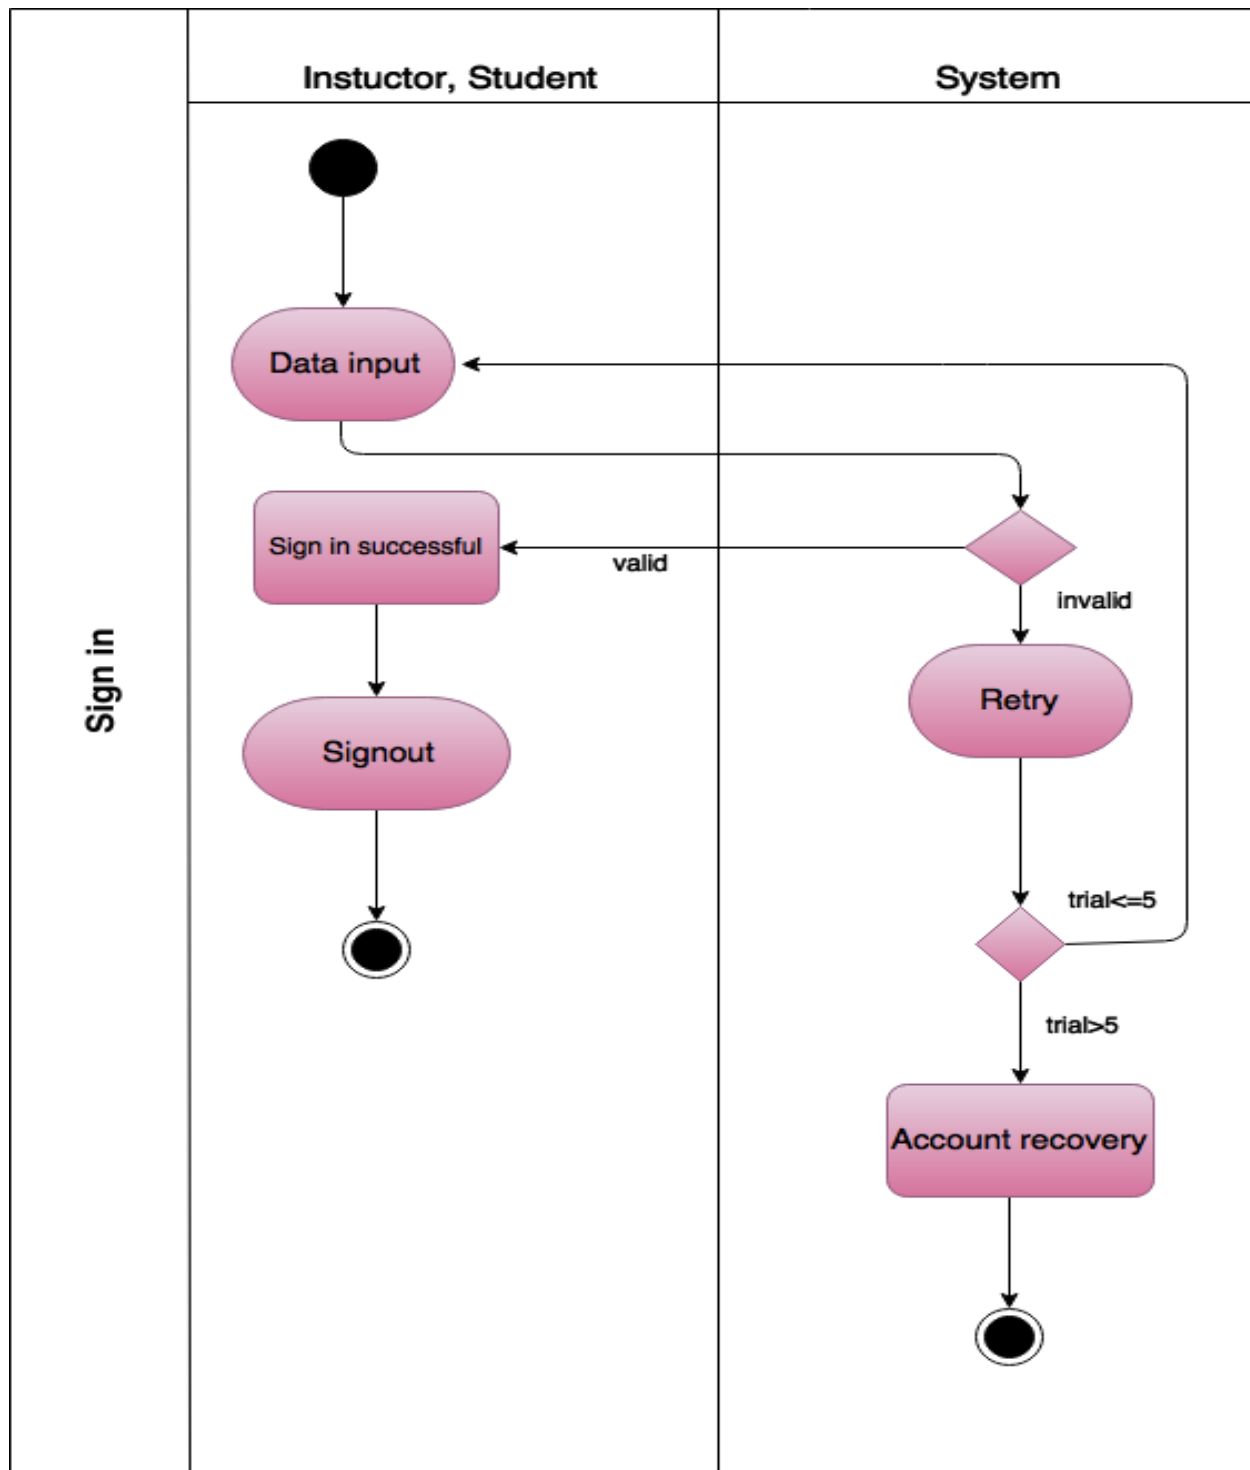 Instuctor, Student
System
Sign in
Data input
Sign in successful
valid
invalid
Retry
Signout
trial<=5
trial>5
Account recovery